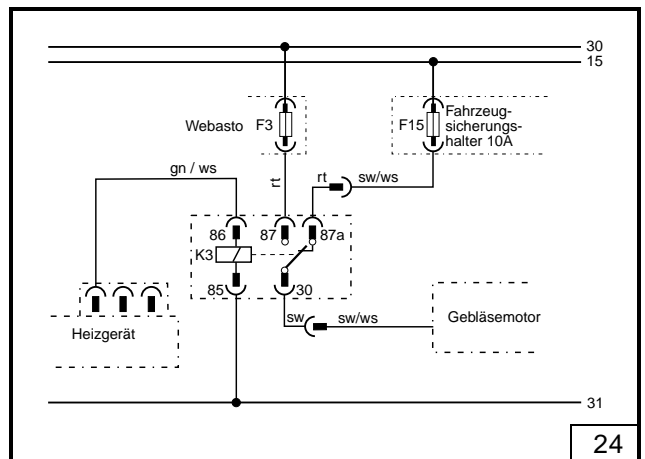 30
15
Webasto
F3
F15
Fahrzeug-
sicherungs-
halter 10A
gn / ws
rt
rt
sw/ws
86
87
87a
K3
85
30
sw
sw/ws
Gebläsemotor
Heizgerät
31
24